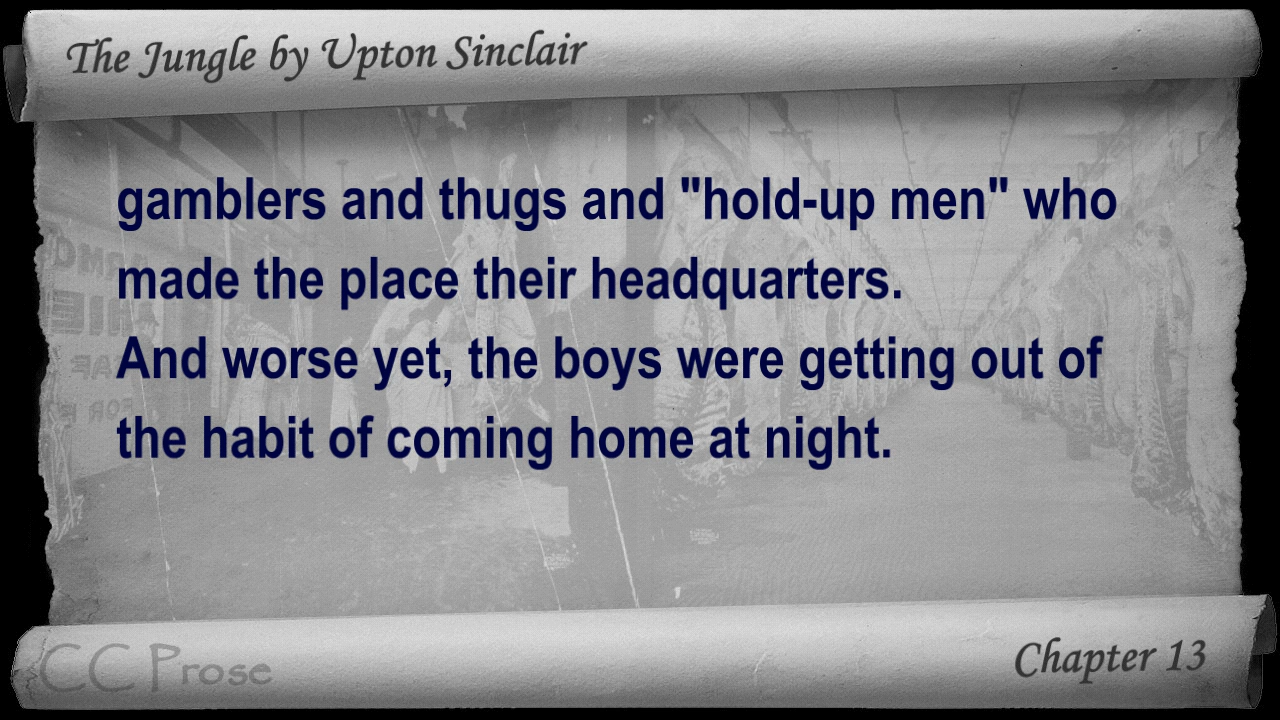 The Jungle by Upton Sinclair
gamblers and thugs and "hold-up men" who
made the place their headquarters.
And worse yet, the boys were getting out of
the habit of coming home at night.
CC Prose
Chapter 13